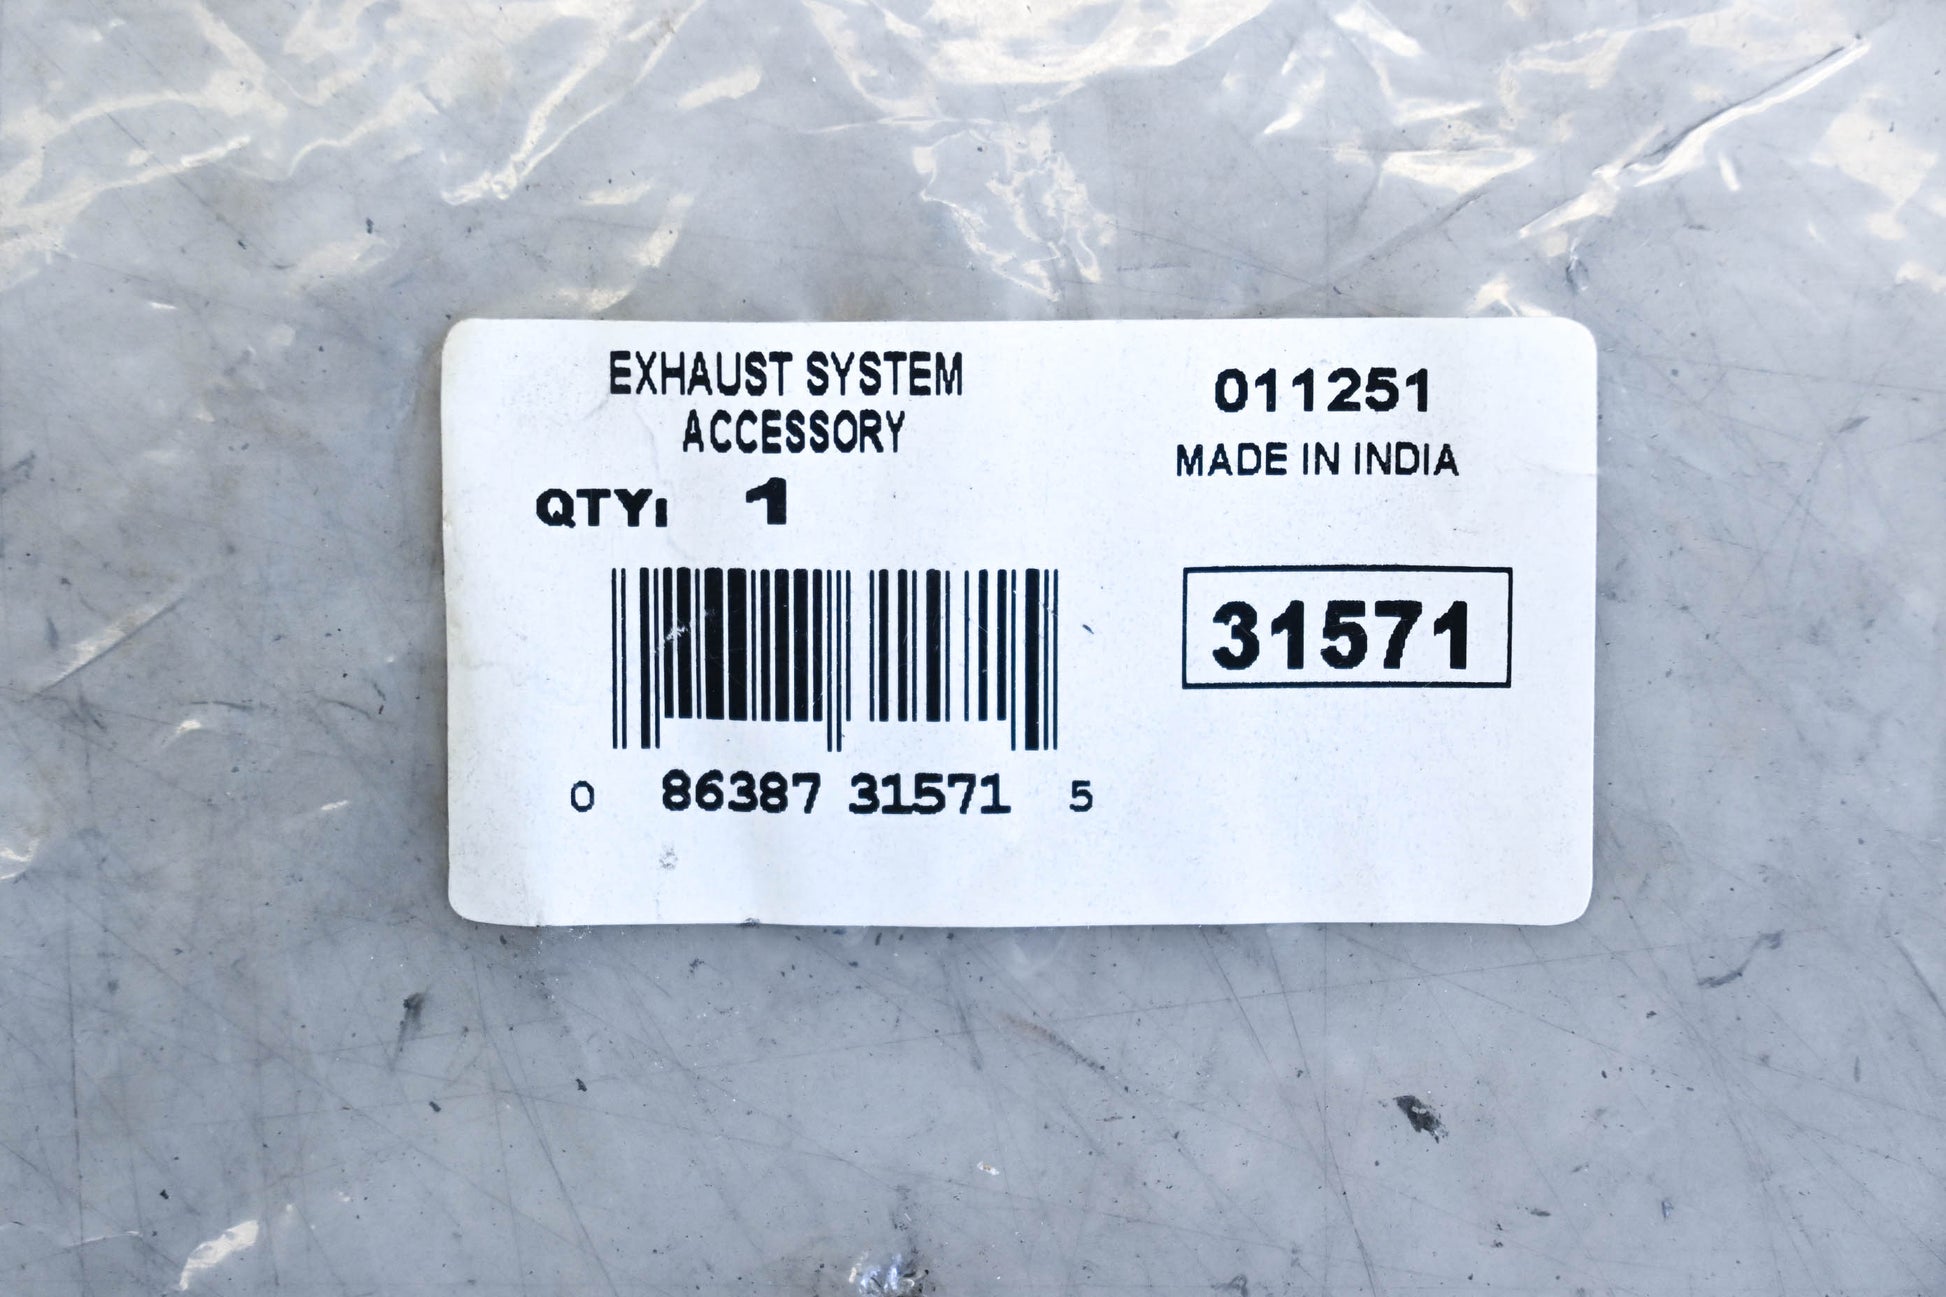 EXHAUST SYSTEM
ACCESSORY
QTY: 1
0 86387 31571 5
011251
MADE IN INDIA
31571